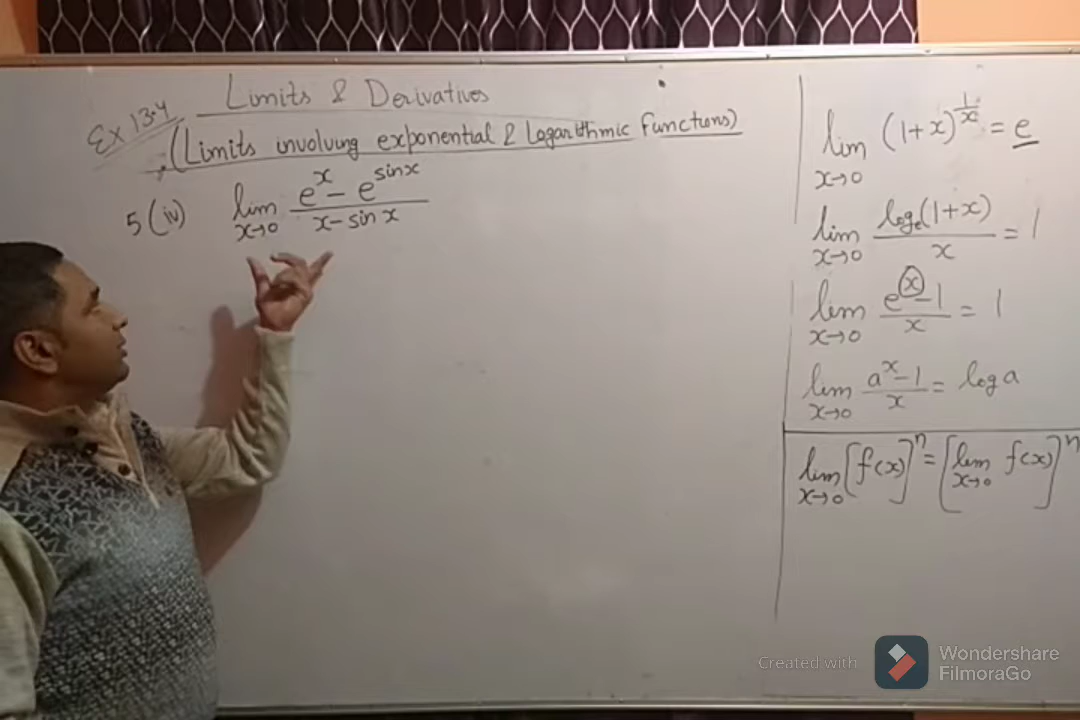 Limits & Derivatives
Ex 13.4
(Limits involving exponential & Logarithmic Functions)
5 (iv) lim x→0 (e^x - e^sinx)/(x - sin x)
lim x→0 (1+x)^(1/x) = e
lim x→0 log_e(1+x)/x = 1
lim x→0 (e^x - 1)/x = 1
lim x→0 (a^x - 1)/x = log a
lim x→0 [f(x)]^n = [lim x→0 f(x)]^n
Created with
Wondershare
FilmoraGo